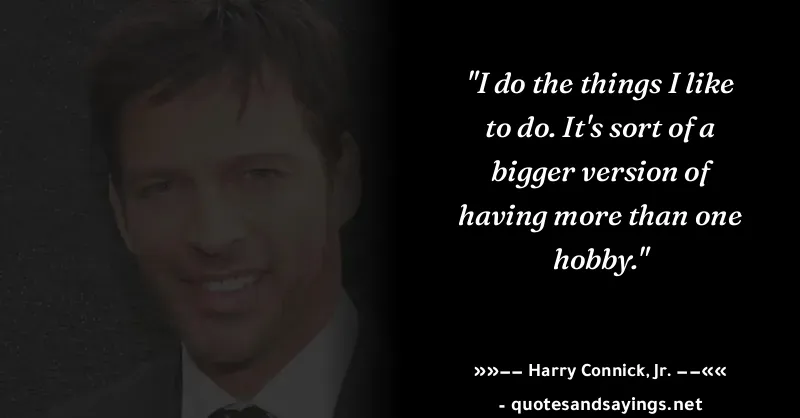 "I do the things I like
to do. It's sort of a
bigger version of
having more than one
hobby."
»»−− Harry Connick, Jr. −−««
- quotesandsayings.net